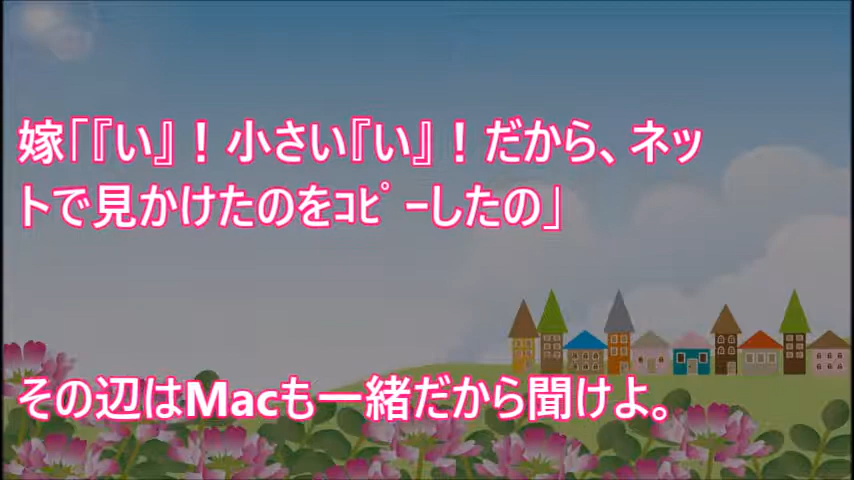 嫁「『い』！小さい『い』！だから、ネッ
トで見かけたのをｺﾋﾟｰしたの」
その辺はMacも一緒だから聞けよ。